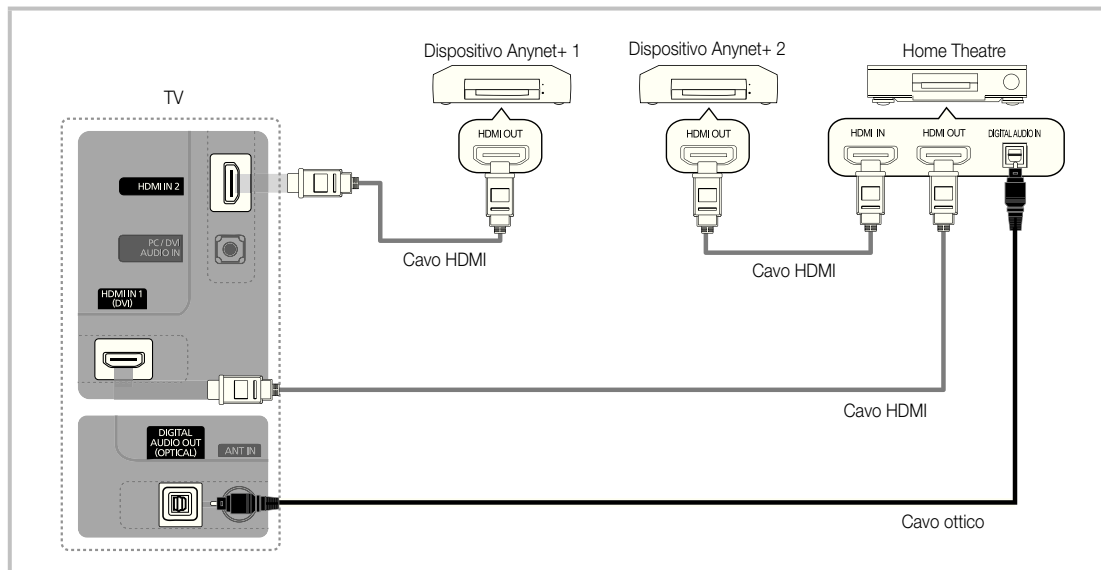 Dispositivo Anynet+ 1
Dispositivo Anynet+ 2
Home Theatre
TV
HDMI OUT
HDMI OUT
HDMI IN
HDMI OUT
DIGITAL AUDIO IN
HDMI IN 2
PC / DVI
AUDIO IN
Cavo HDMI
Cavo HDMI
HDMI IN 1
(DVI)
Cavo HDMI
DIGITAL
AUDIO OUT
(OPTICAL)
ANT IN
Cavo ottico